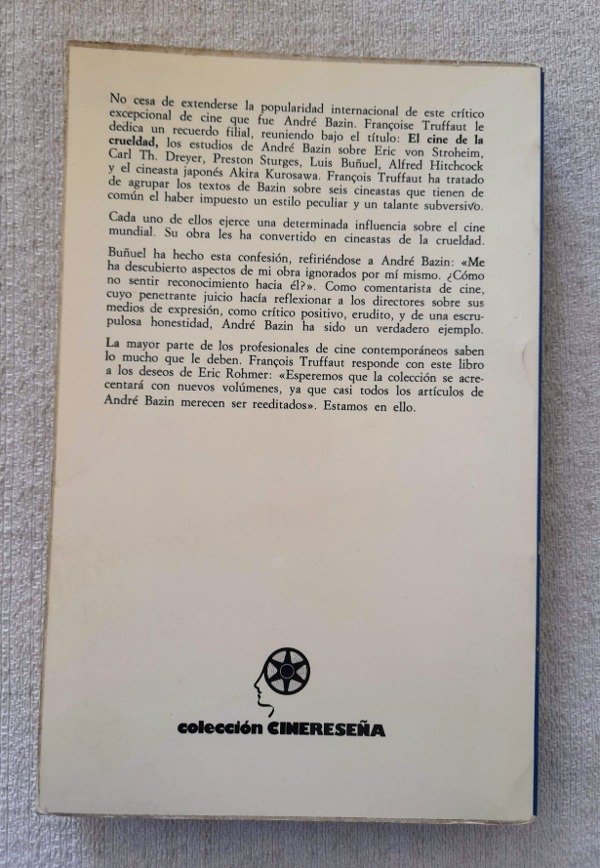 No cesa de extenderse la popularidad internacional de este crítico
excepcional de cine que fue André Bazin. Françoise Truffaut le
dedica un recuerdo filial, reuniendo bajo el título: El cine de la
crueldad, los estudios de André Bazin sobre Eric von Stroheim,
Carl Th. Dreyer, Preston Sturges, Luis Buñuel, Alfred Hitchcock
y el cineasta japonés Akira Kurosawa. François Truffaut ha tratado
de agrupar los textos de Bazin sobre seis cineastas que tienen de
común el haber impuesto un estilo peculiar y un talante subversivo.
Cada uno de ellos ejerce una determinada influencia sobre el cine
mundial. Su obra les ha convertido en cineastas de la crueldad.
Buñuel ha hecho esta confesión, refiriéndose a André Bazin: «Me
ha descubierto aspectos de mi obra ignorados por mí mismo. ¿Cómo
no sentir reconocimiento hacia él?». Como comentarista de cine,
cuyo penetrante juicio hacía reflexionar a los directores sobre sus
medios de expresión, como crítico positivo, erudito, y de una escru-
pulosa honestidad, André Bazin ha sido un verdadero ejemplo.
La mayor parte de los profesionales de cine contemporáneos saben
lo mucho que le deben. François Truffaut responde con este libro
a los deseos de Eric Rohmer: «Esperemos que la colección se acre-
centará con nuevos volúmenes, ya que casi todos los artículos de
André Bazin merecen ser reeditados». Estamos en ello.
colección CINERESEÑA